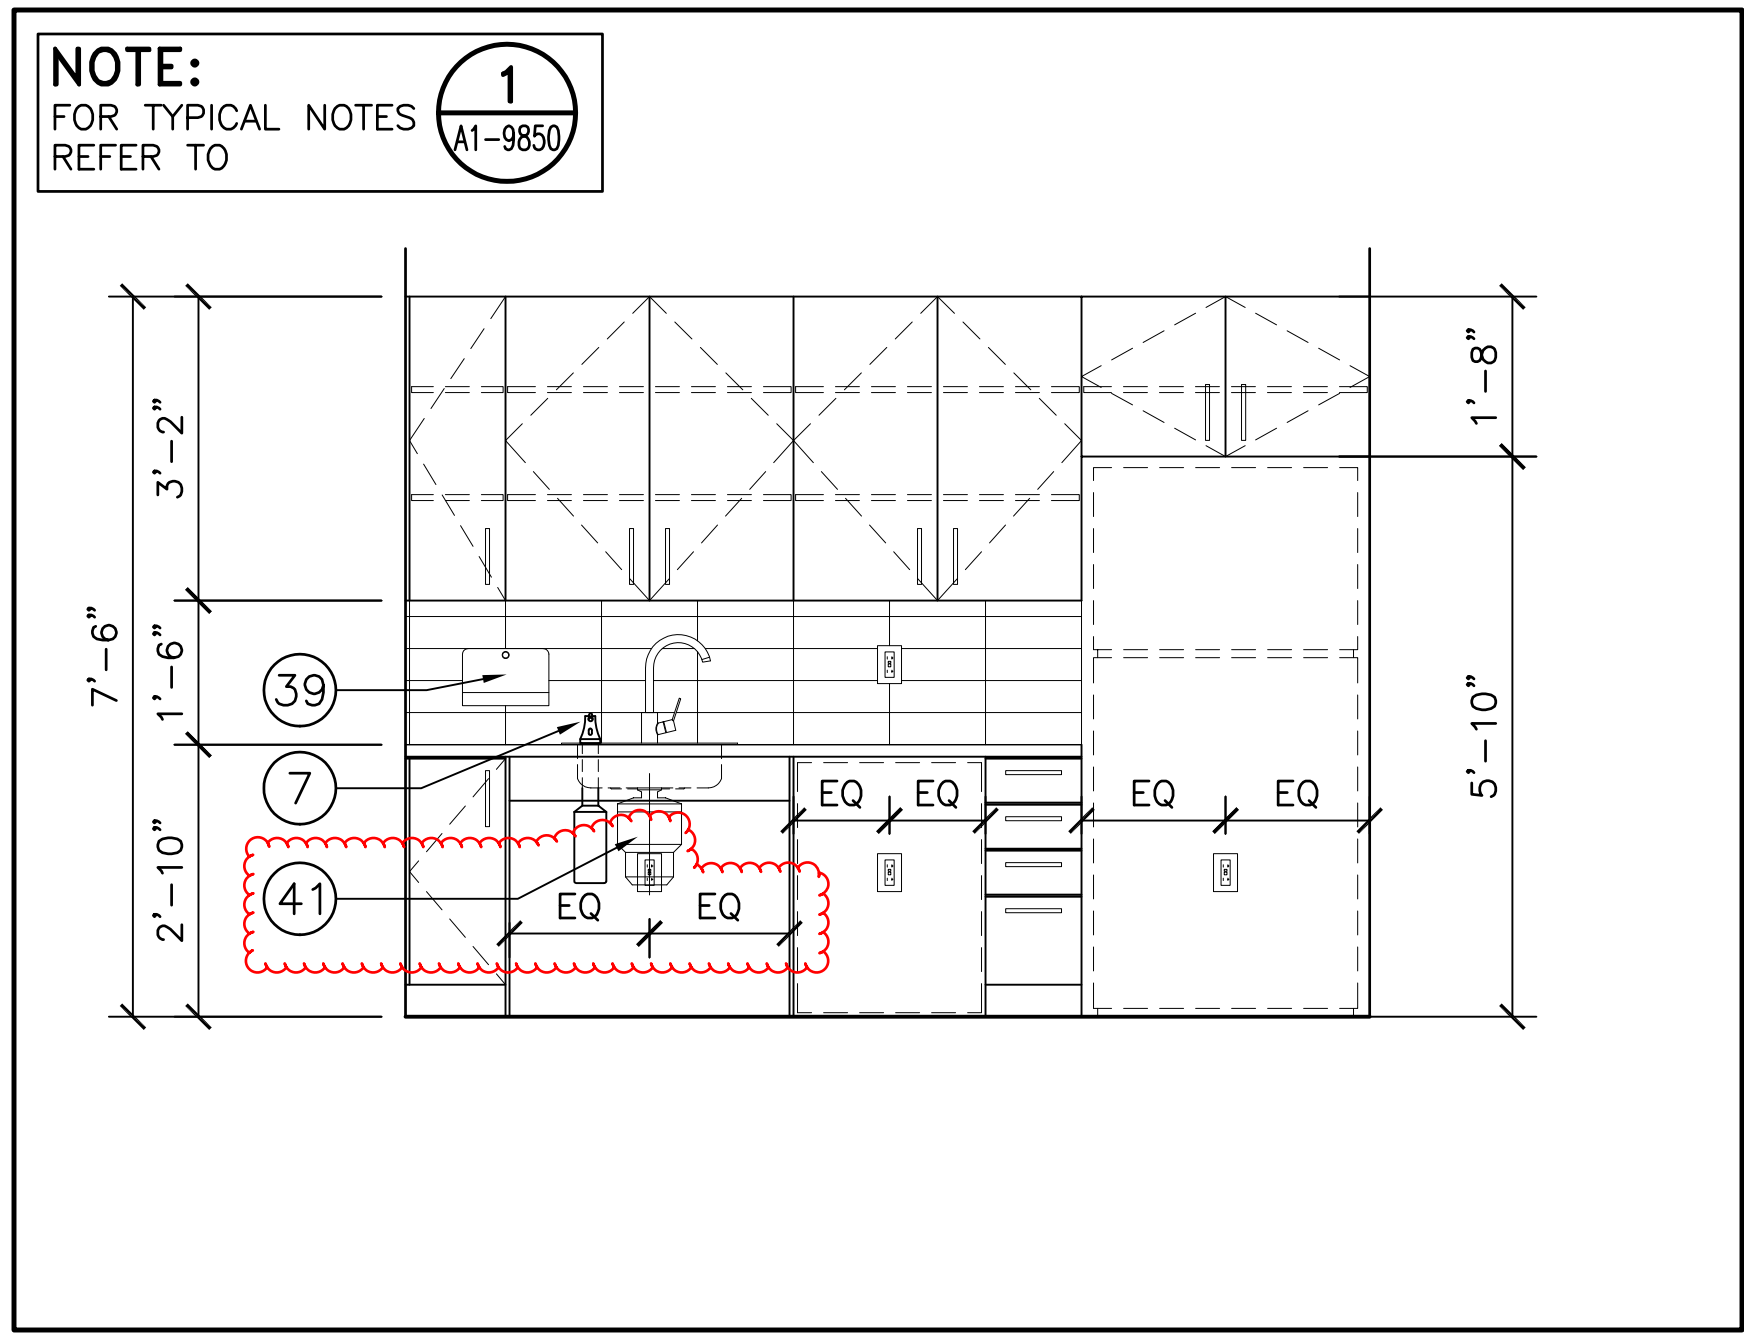 NOTE:
FOR TYPICAL NOTES
REFER TO
1
A1-9850
7'-6"
3'-2"
1'-6"
2'-10"
1'-8"
5'-10"
39
7
41
EQ EQ
EQ EQ
EQ EQ